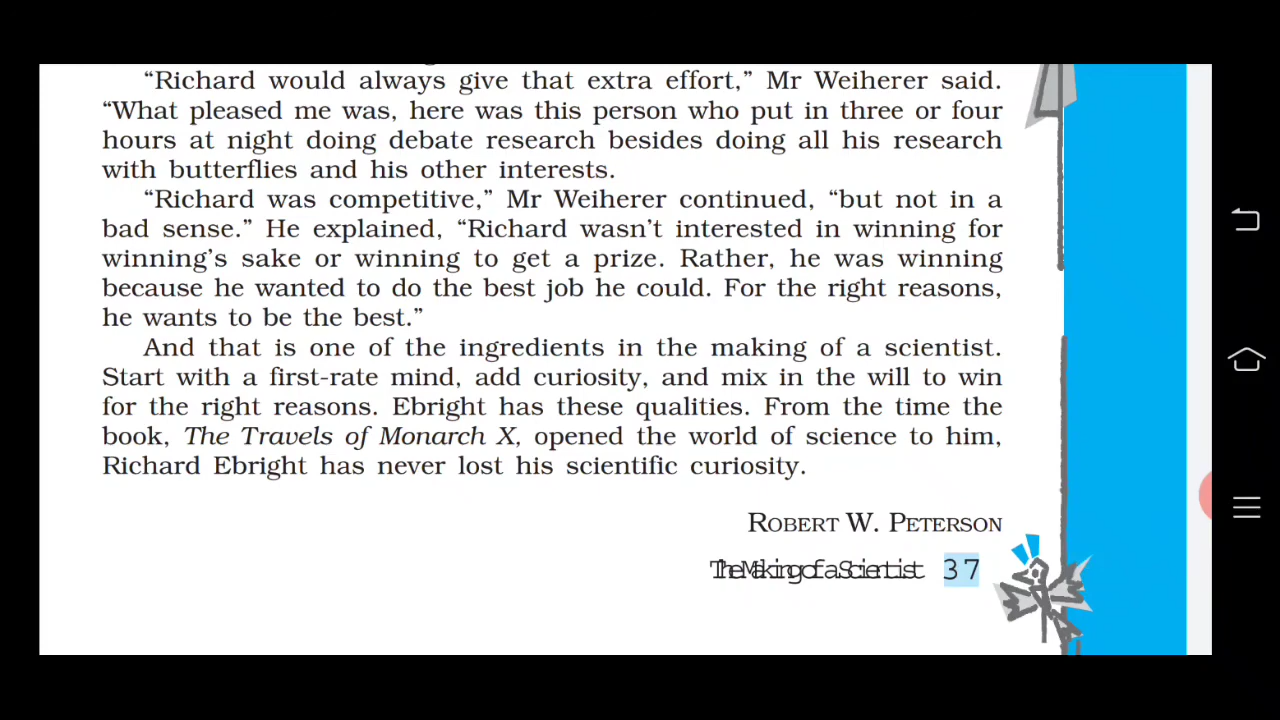 “Richard would always give that extra effort,” Mr Weiherer said.
“What pleased me was, here was this person who put in three or four
hours at night doing debate research besides doing all his research
with butterflies and his other interests.
“Richard was competitive,” Mr Weiherer continued, “but not in a
bad sense.” He explained, “Richard wasn’t interested in winning for
winning’s sake or winning to get a prize. Rather, he was winning
because he wanted to do the best job he could. For the right reasons,
he wants to be the best.”
And that is one of the ingredients in the making of a scientist.
Start with a first-rate mind, add curiosity, and mix in the will to win
for the right reasons. Ebright has these qualities. From the time the
book, The Travels of Monarch X, opened the world of science to him,
Richard Ebright has never lost his scientific curiosity.
ROBERT W. PETERSON
The Making of a Scientist 37